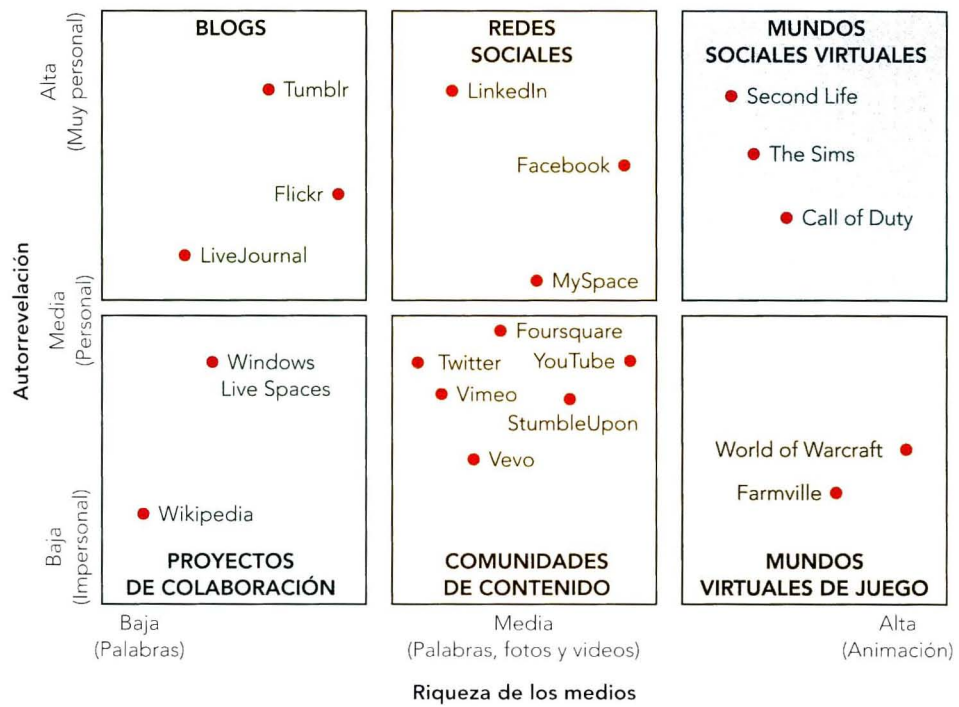 BLOGS
Tumblr
Flickr
LiveJournal
REDES
SOCIALES
LinkedIn
Facebook
MySpace
MUNDOS
SOCIALES VIRTUALES
Second Life
The Sims
Call of Duty
Autorrevelación
Alta
(Muy personal)
Media
(Personal)
Baja
(Impersonal)
Windows
Live Spaces
Wikipedia
PROYECTOS
DE COLABORACIÓN
Foursquare
Twitter
YouTube
Vimeo
StumbleUpon
Vevo
COMUNIDADES
DE CONTENIDO
World of Warcraft
Farmville
MUNDOS
VIRTUALES DE JUEGO
Baja
(Palabras)
Media
(Palabras, fotos y videos)
Alta
(Animación)
Riqueza de los medios